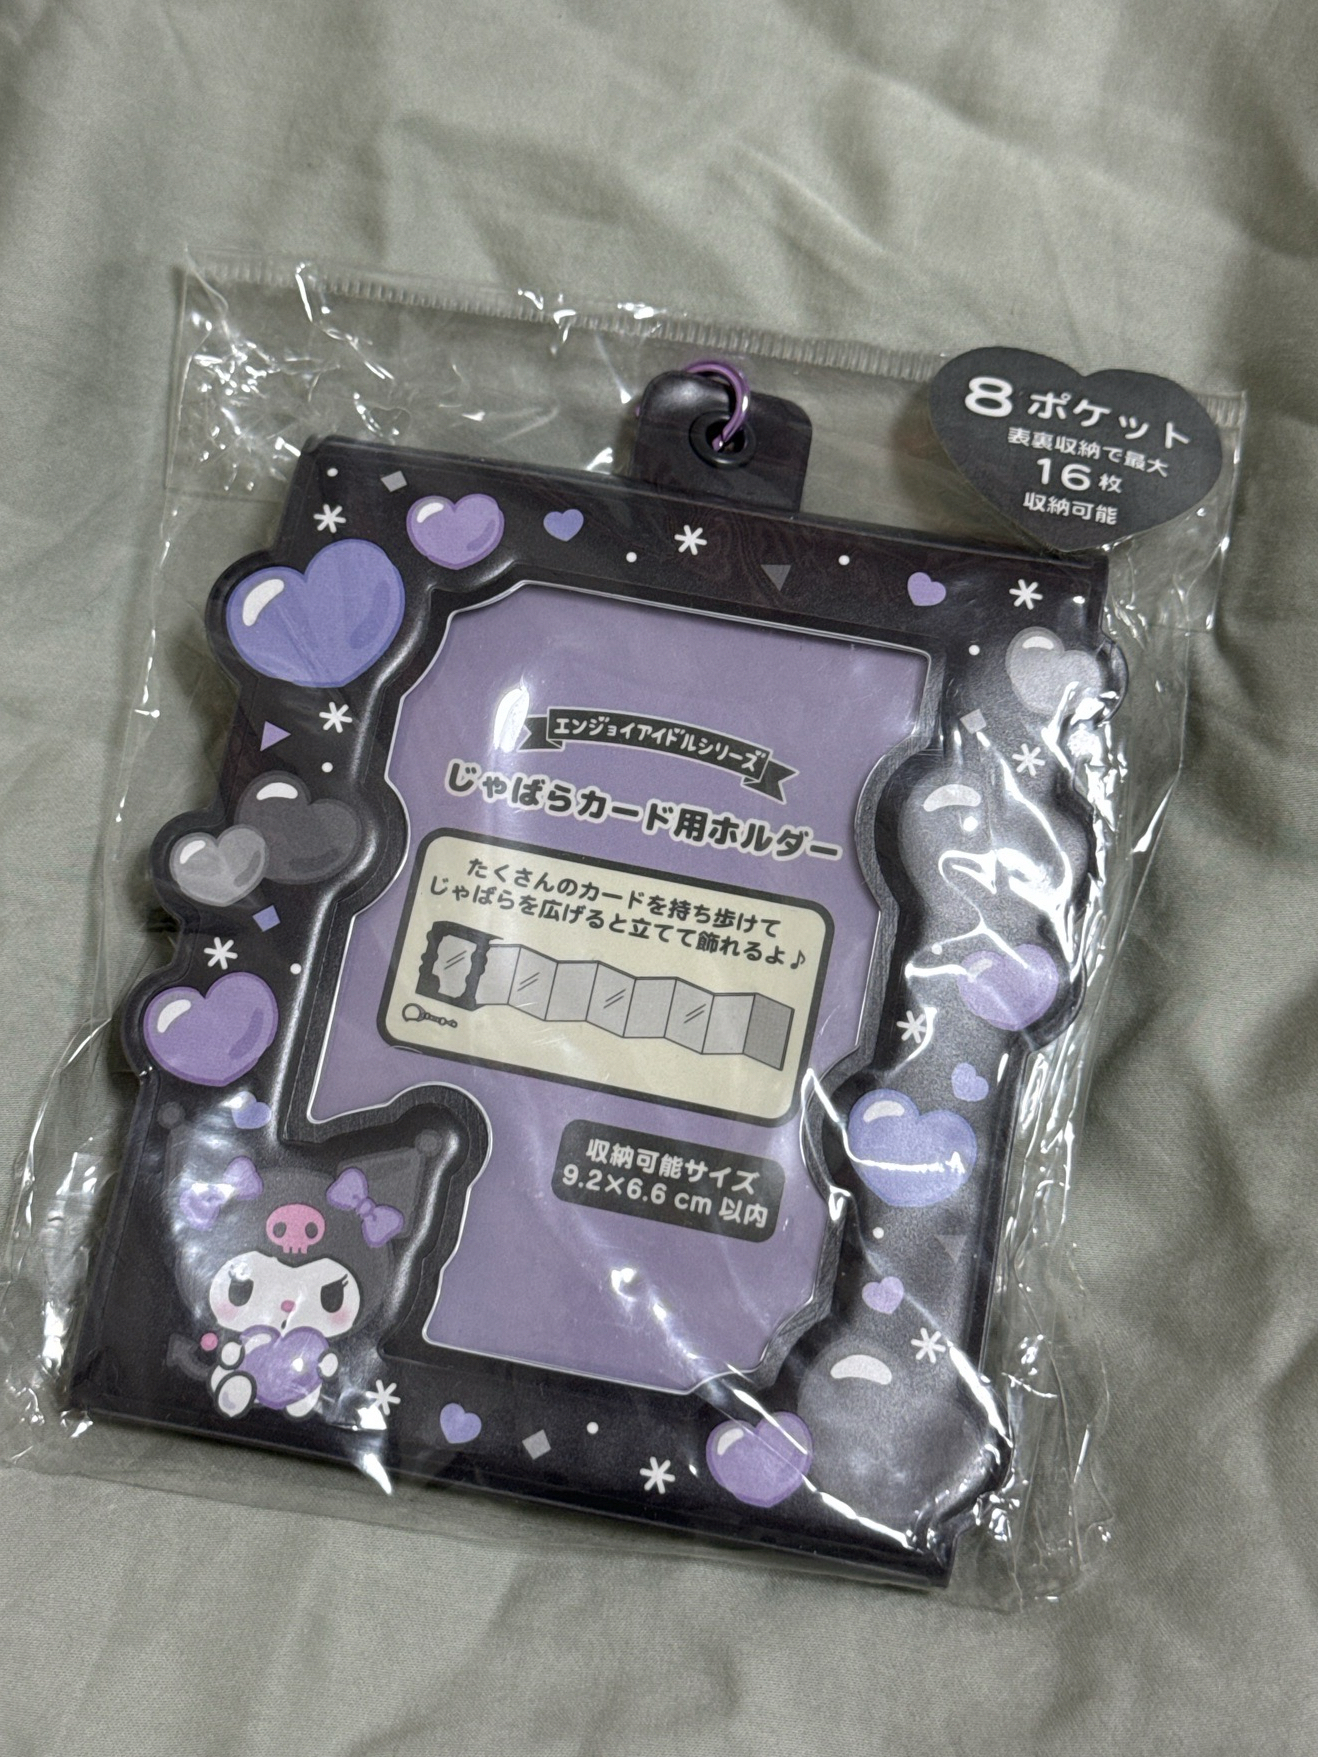 8 ポケット
表裏収納で最大
16 枚
収納可能
エンジョイアイドルシリーズ
じゃばらカード用ホルダー
たくさんのカードを持ち歩けて
じゃばらを広げると立てて飾れるよ♪
収納可能サイズ
9.2×6.6 cm 以内